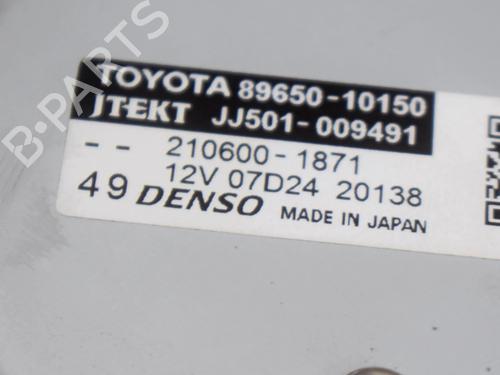 TOYOTA 89650-10150
JTEKT JJ501-009491
-- 210600-1871
12V 07D24 20138
49 DENSO MADE IN JAPAN
B-PARTS